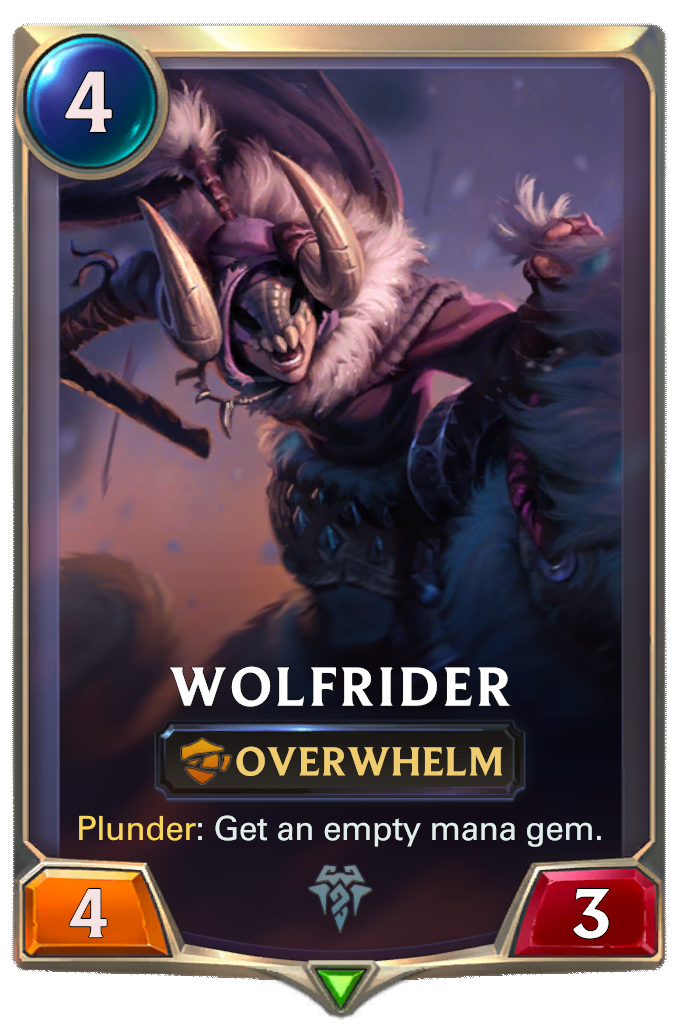 4
WOLFRIDER
OVERWHELM
Plunder: Get an empty mana gem.
4
3